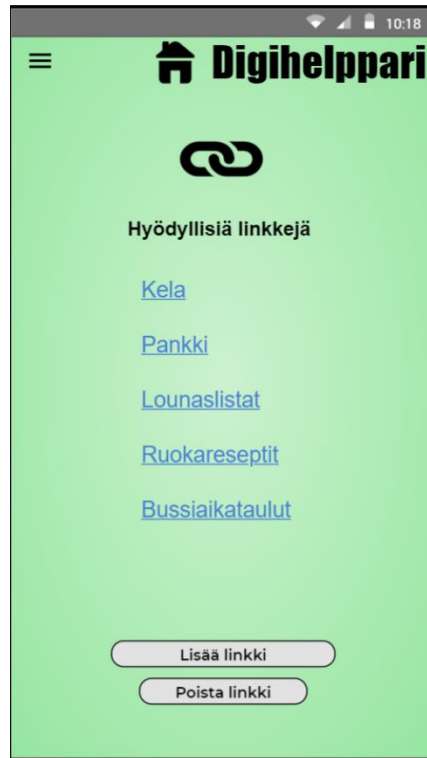 10:18
Digihelppari
Hyödyllisiä linkkejä
Kela
Pankki
Lounaslistat
Ruokareseptit
Bussiaikataulut
Lisää linkki
Poista linkki